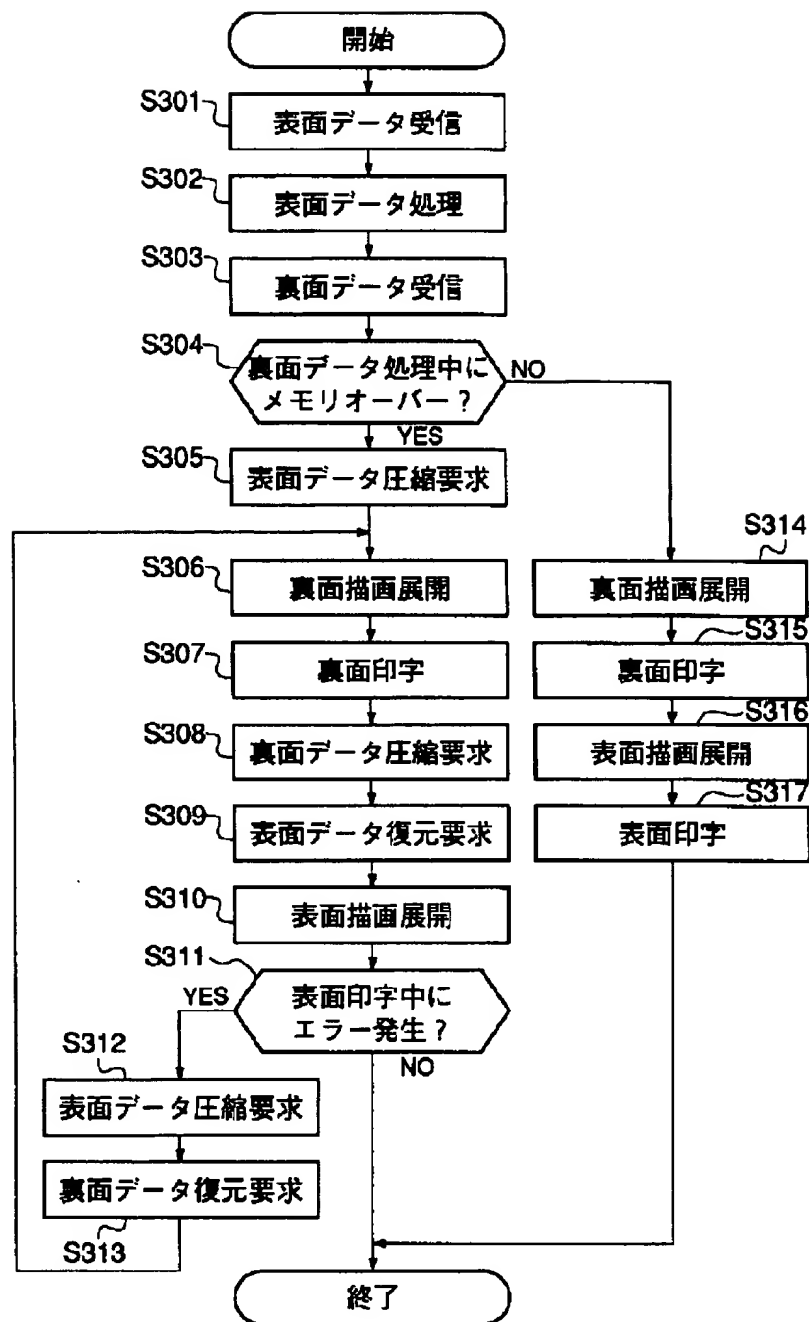 開始
S301
表面データ受信
S302
表面データ処理
S303
裏面データ受信
S304
裏面データ処理中に
メモリオーバー？
NO
YES
S305
表面データ圧縮要求
S306
裏面描画展開
S307
裏面印字
S308
裏面データ圧縮要求
S309
表面データ復元要求
S310
表面描画展開
S311
表面印字中に
エラー発生？
YES
NO
S312
表面データ圧縮要求
裏面データ復元要求
S313
S314
裏面描画展開
S315
裏面印字
S316
表面描画展開
S317
表面印字
終了